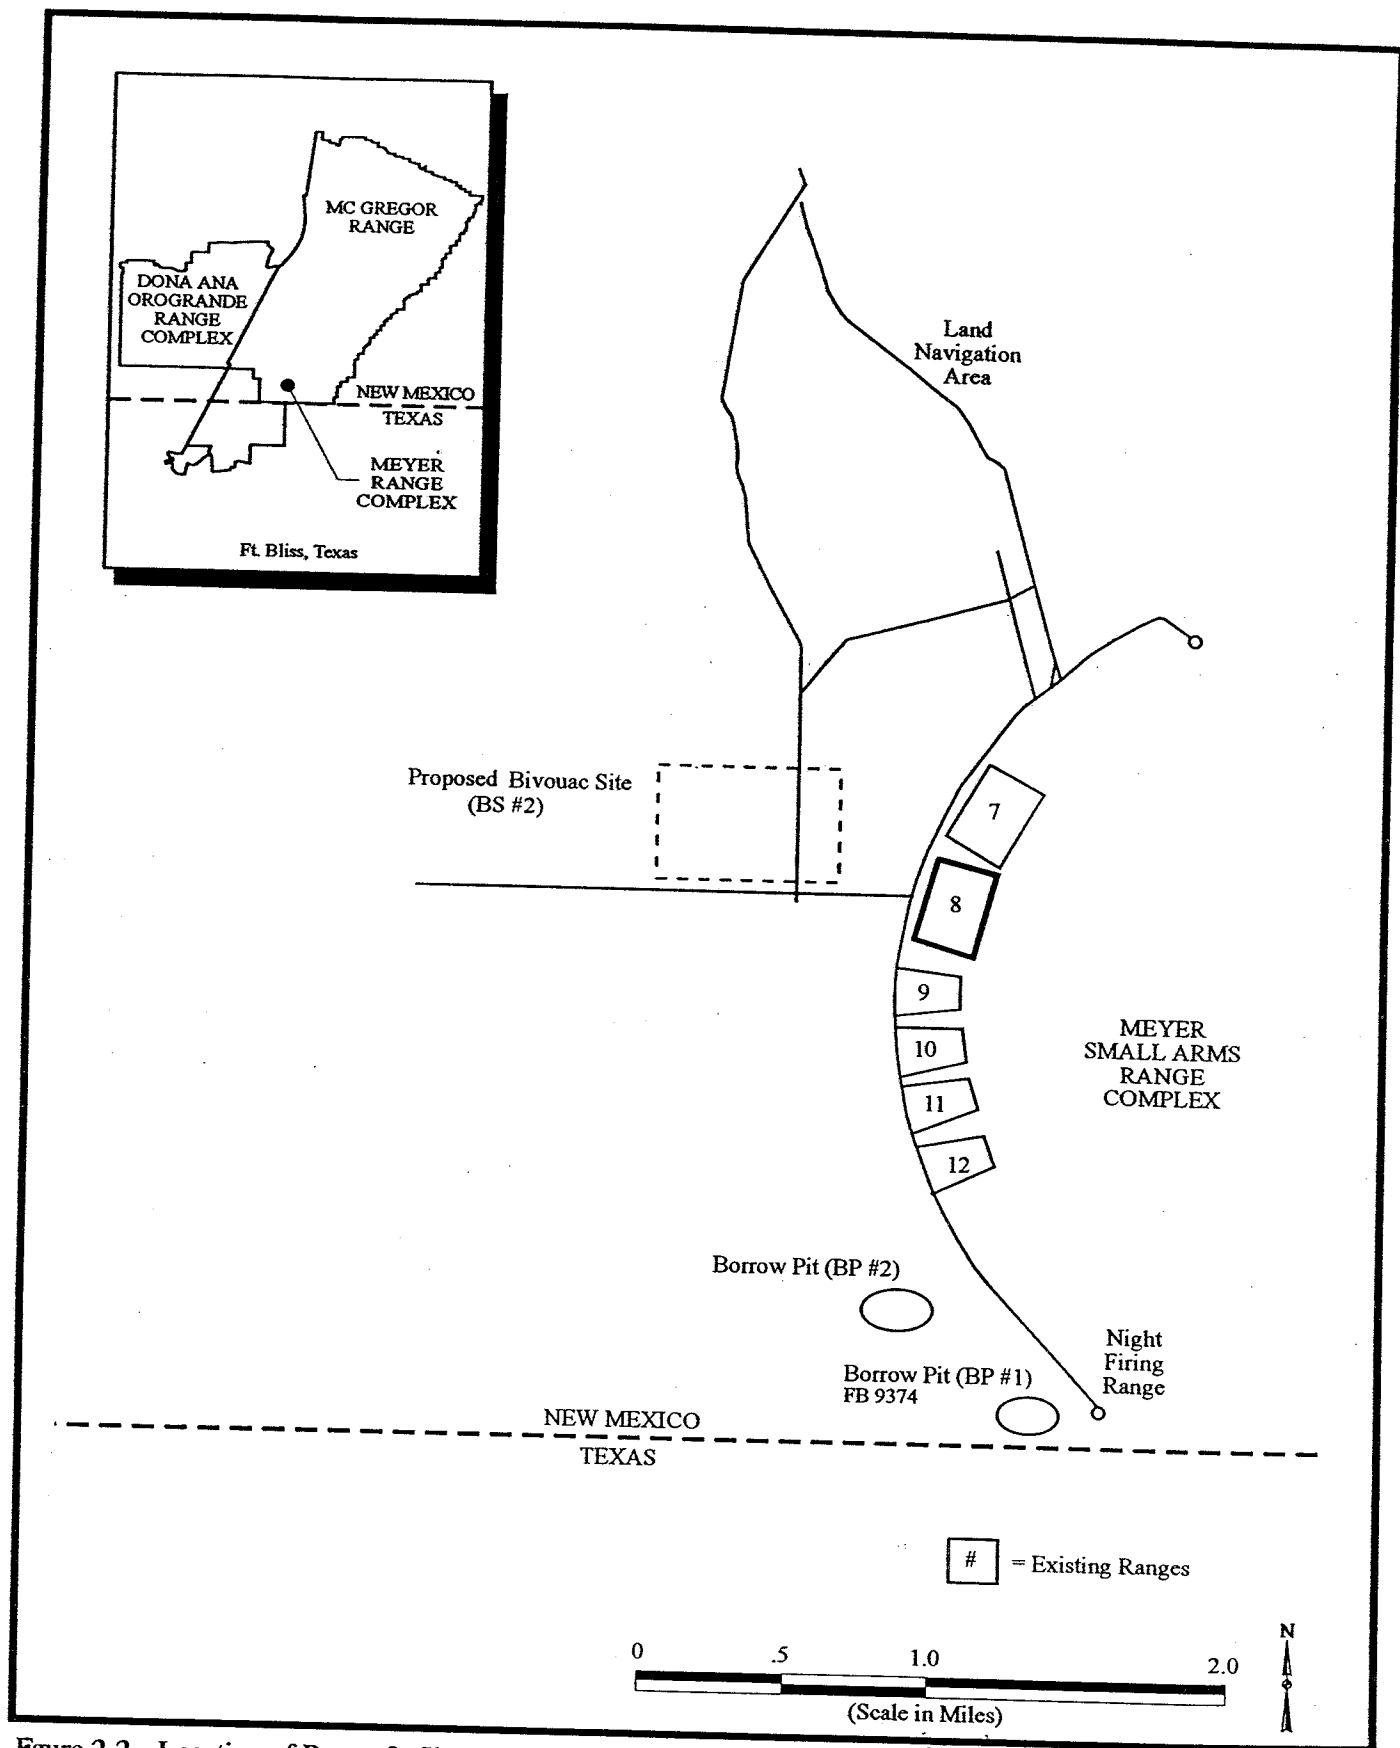 MC GREGOR
RANGE
DONA ANA
OROGRANDE
RANGE
COMPLEX
NEW MEXICO
TEXAS
MEYER
RANGE
COMPLEX
Ft. Bliss, Texas
Land
Navigation
Area
Proposed Bivouac Site
(BS #2)
7
8
9
10
11
12
MEYER
SMALL ARMS
RANGE
COMPLEX
Borrow Pit (BP #2)
Night
Firing
Range
Borrow Pit (BP #1)
FB 9374
NEW MEXICO
TEXAS
# = Existing Ranges
N
0 .5 1.0 2.0
(Scale in Miles)